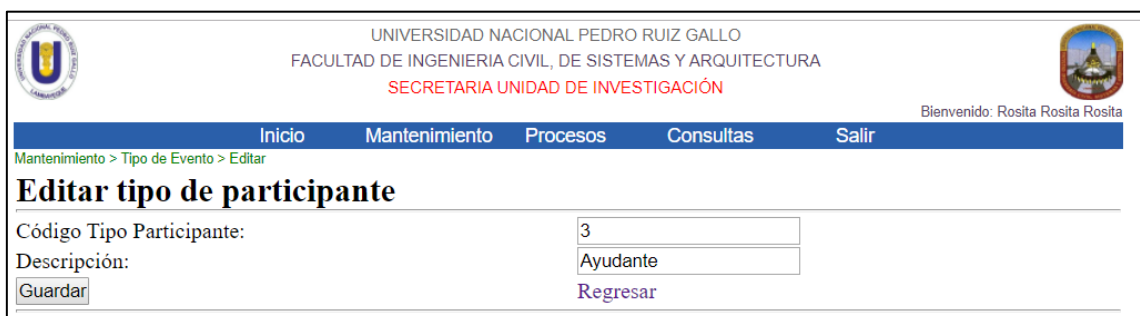 UNIVERSIDAD NACIONAL PEDRO RUIZ GALLO
FACULTAD DE INGENIERIA CIVIL, DE SISTEMAS Y ARQUITECTURA
SECRETARIA UNIDAD DE INVESTIGACIÓN
Bienvenido: Rosita Rosita Rosita
Inicio Mantenimiento Procesos Consultas Salir
Mantenimiento > Tipo de Evento > Editar
Editar tipo de participante
Código Tipo Participante: 3
Descripción: Ayudante
Guardar Regresar